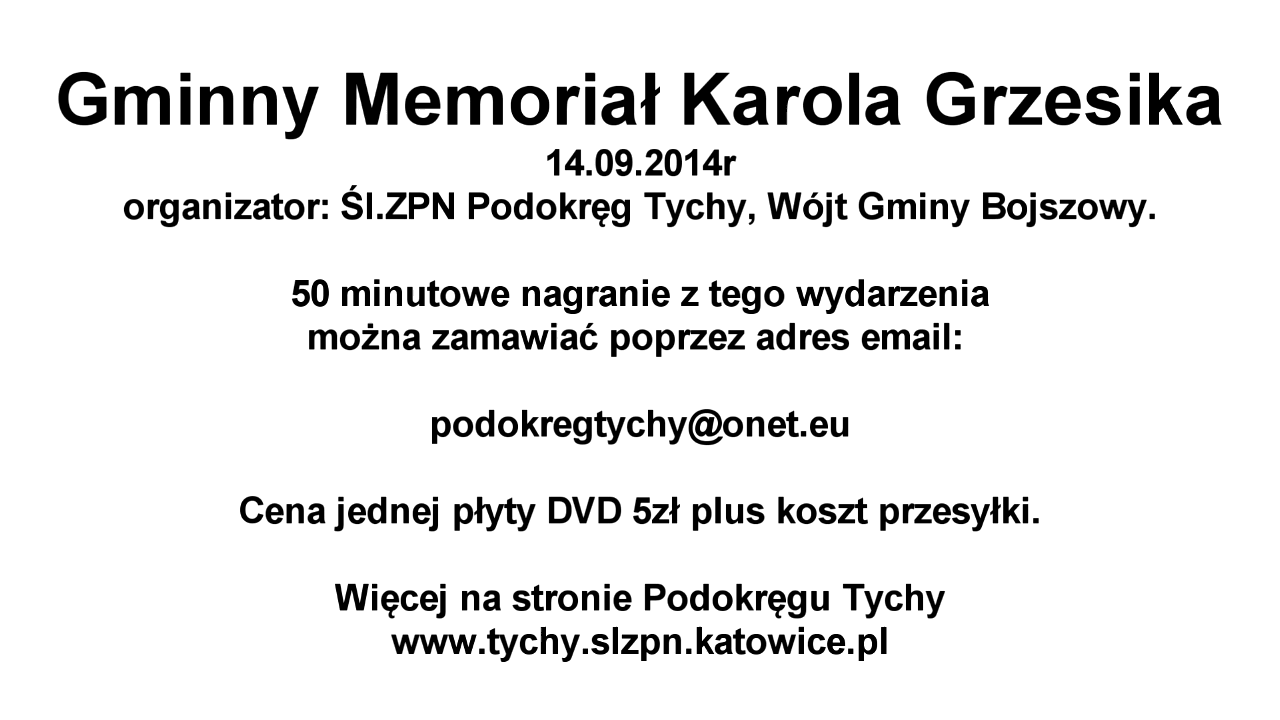 Gminny Memoriał Karola Grzesika
14.09.2014r
organizator: Śl.ZPN Podokręg Tychy, Wójt Gminy Bojszowy.
50 minutowe nagranie z tego wydarzenia
można zamawiać poprzez adres email:
podokregtychy@onet.eu
Cena jednej płyty DVD 5zł plus koszt przesyłki.
Więcej na stronie Podokręgu Tychy
www.tychy.slzpn.katowice.pl